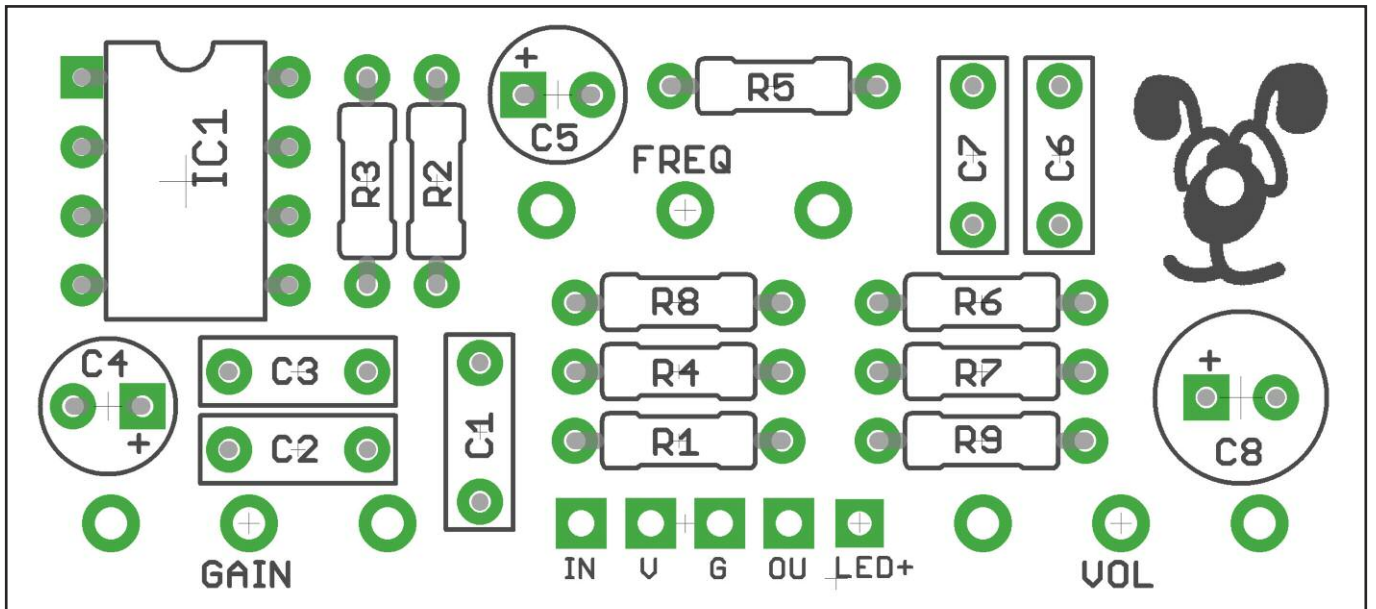 IC1
R3
R2
+
C5
R5
FREQ
C7
C6
R8
R6
C4
+
C3
C2
C1
R4
R7
R1
R9
+
C8
GAIN
IN V G OU LED+
VOL